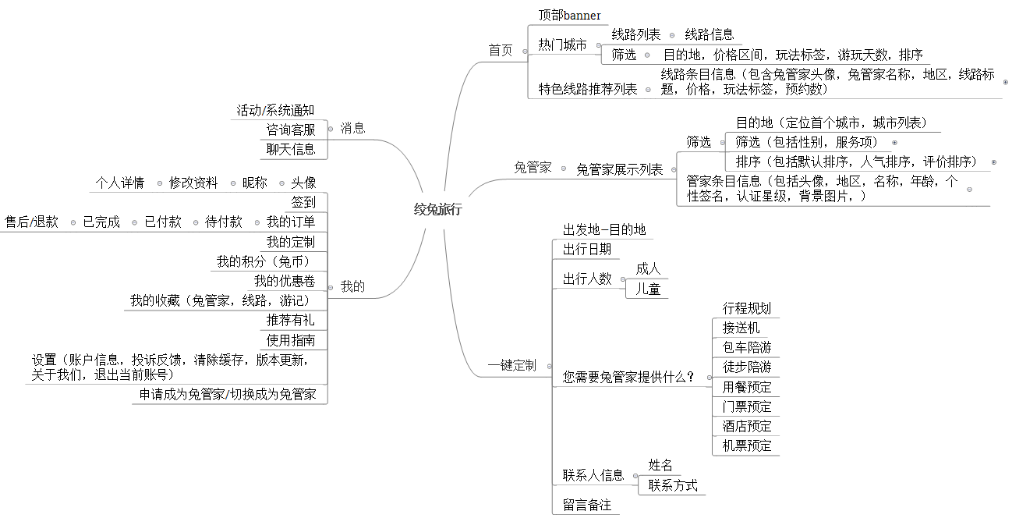 绞兔旅行
首页
顶部banner
热门城市
线路列表
线路信息
筛选
目的地，价格区间，玩法标签，游玩天数，排序
特色线路推荐列表
线路条目信息（包含兔管家头像，兔管家名称，地区，线路标
题，价格，玩法标签，预约数）
兔管家
兔管家展示列表
筛选
目的地（定位首个城市，城市列表）
筛选（包括性别，服务项）
排序（包括默认排序，人气排序，评价排序）
管家条目信息（包括头像，地区，名称，年龄，个
性签名，认证星级，背景图片，）
一键定制
出发地-目的地
出行日期
出行人数
成人
儿童
您需要兔管家提供什么？
行程规划
接送机
包车陪游
徒步陪游
用餐预定
门票预定
酒店预定
机票预定
联系人信息
姓名
联系方式
留言备注
消息
活动/系统通知
咨询客服
聊天信息
我的
头像
昵称
修改资料
个人详情
签到
我的订单
待付款
已付款
已完成
售后/退款
我的定制
我的积分（兔币）
我的优惠卷
我的收藏（兔管家，线路，游记）
推荐有礼
使用指南
设置（账户信息，投诉反馈，清除缓存，版本更新，
关于我们，退出当前账号）
申请成为兔管家/切换成为兔管家